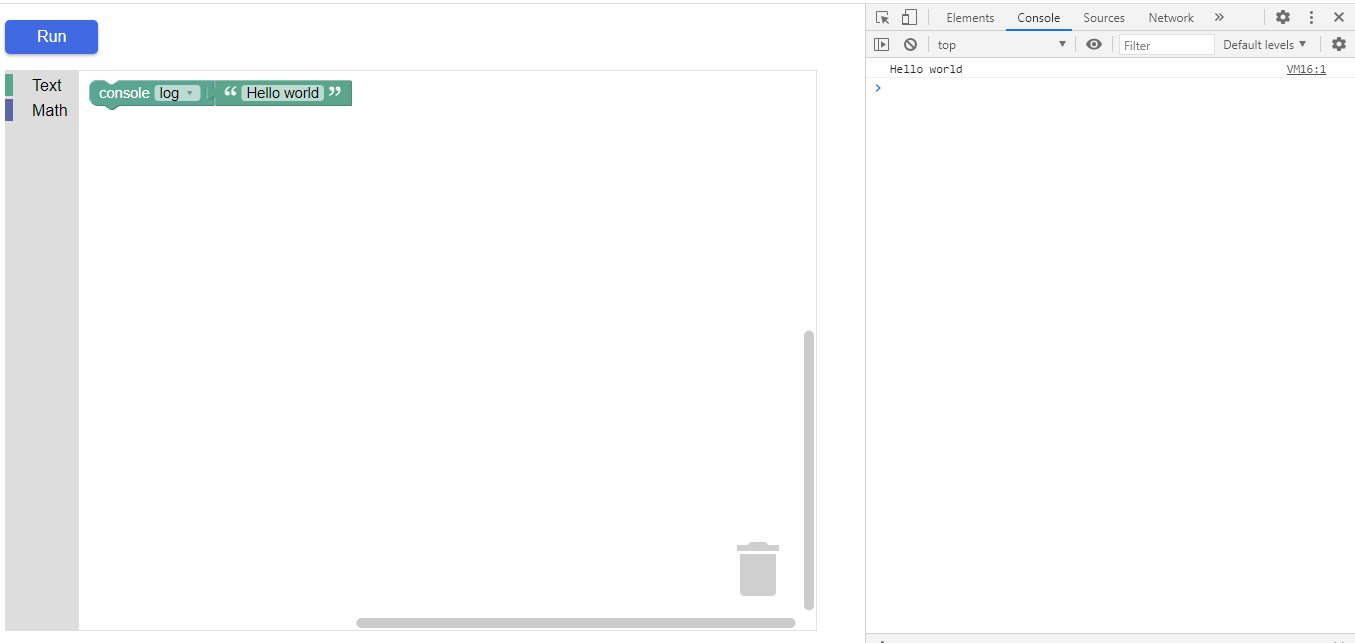 Run
Text
Math
console log “ Hello world ”
Elements Console Sources Network »
top Filter Default levels
Hello world VM16:1